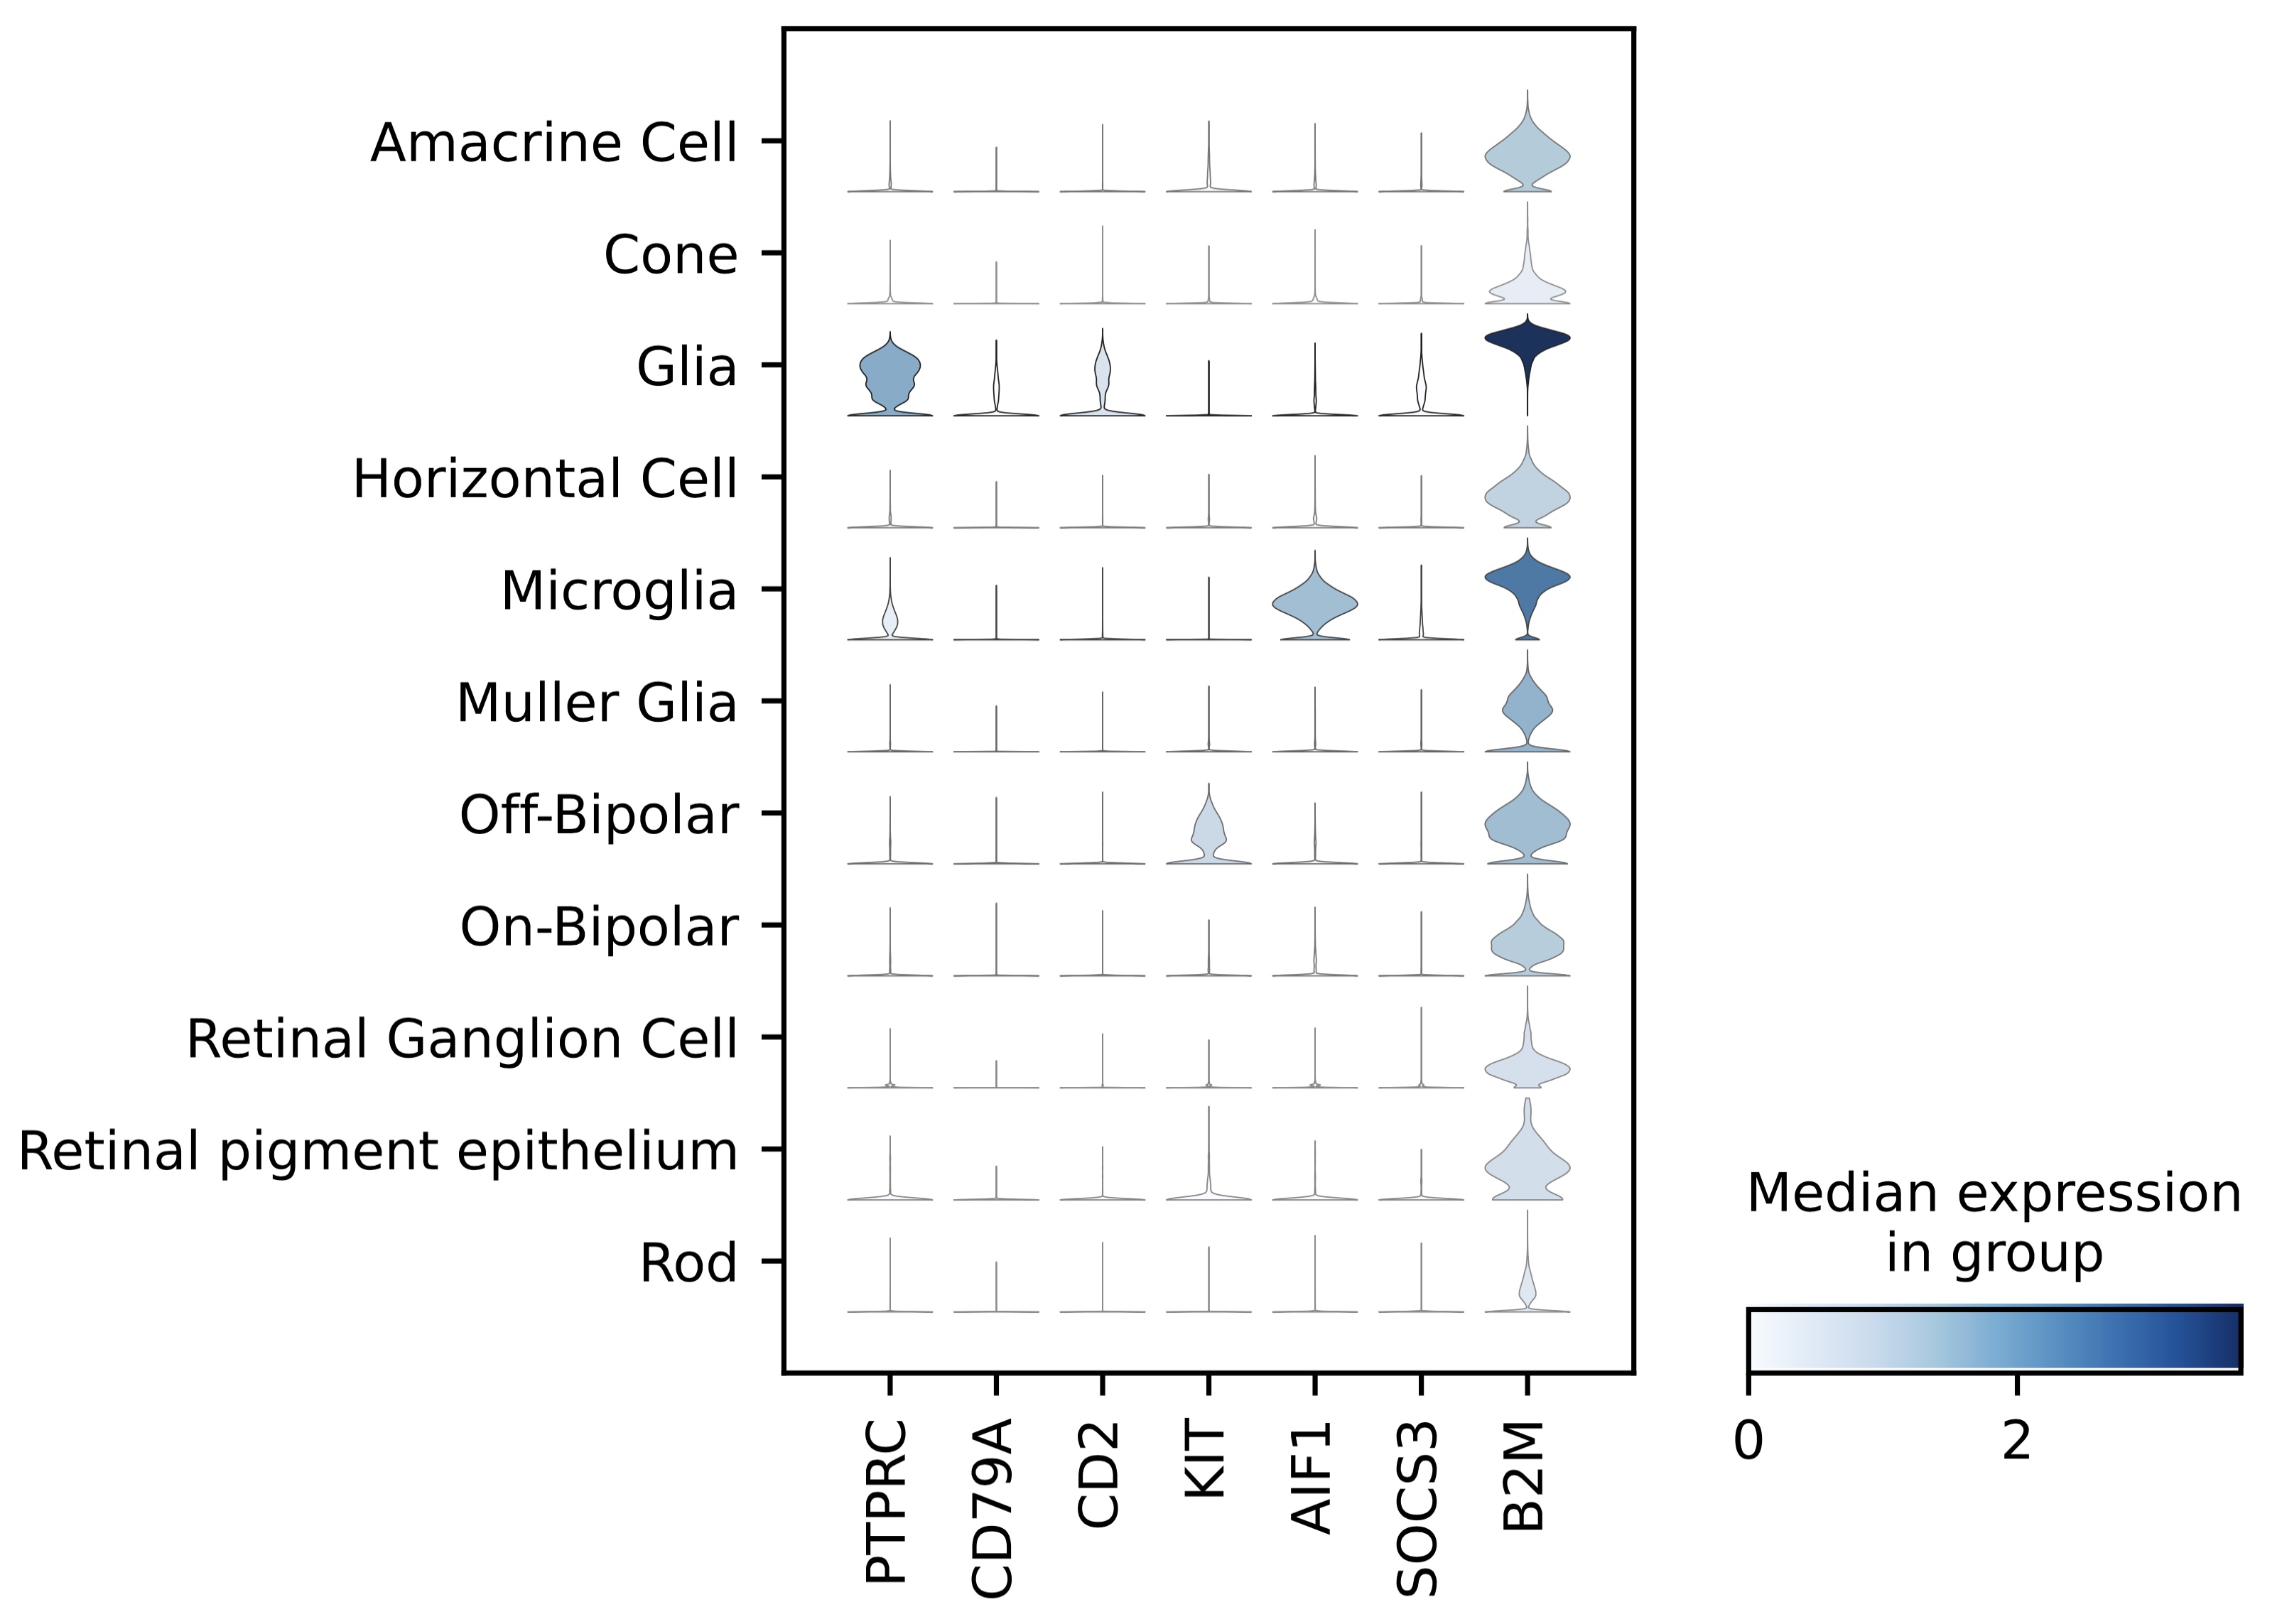 Amacrine Cell
Cone
Glia
Horizontal Cell
Microglia
Muller Glia
Off-Bipolar
On-Bipolar
Retinal Ganglion Cell
Retinal pigment epithelium
Rod
PTPRC
CD79A
CD2
KIT
AIF1
SOCS3
B2M
Median expression
in group
0
2